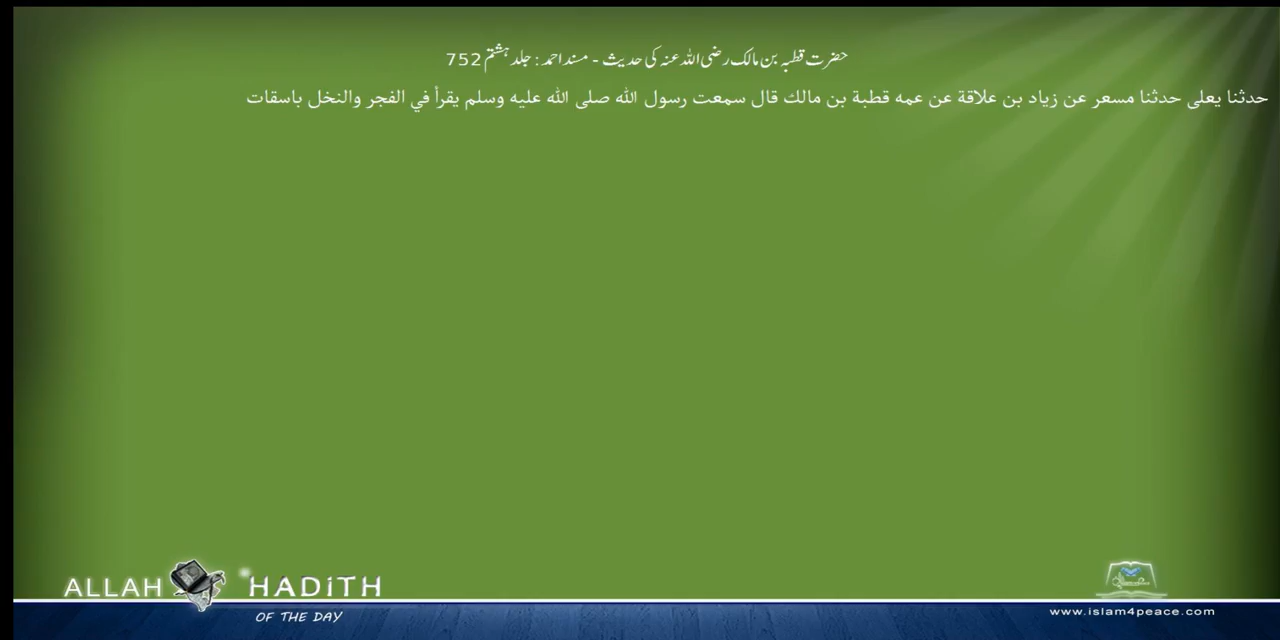 حضرت قطبہ بن مالک رضی اللہ عنہ کی حدیث - مسند احمد : جلد ہشتم 752
حدثنا يعلى حدثنا مسعر عن زياد بن علاقة عن عمه قطبة بن مالك قال سمعت رسول الله صلى الله عليه وسلم يقرأ في الفجر والنخل باسقات
ALLAH HADITH
OF THE DAY
www.islam4peace.com